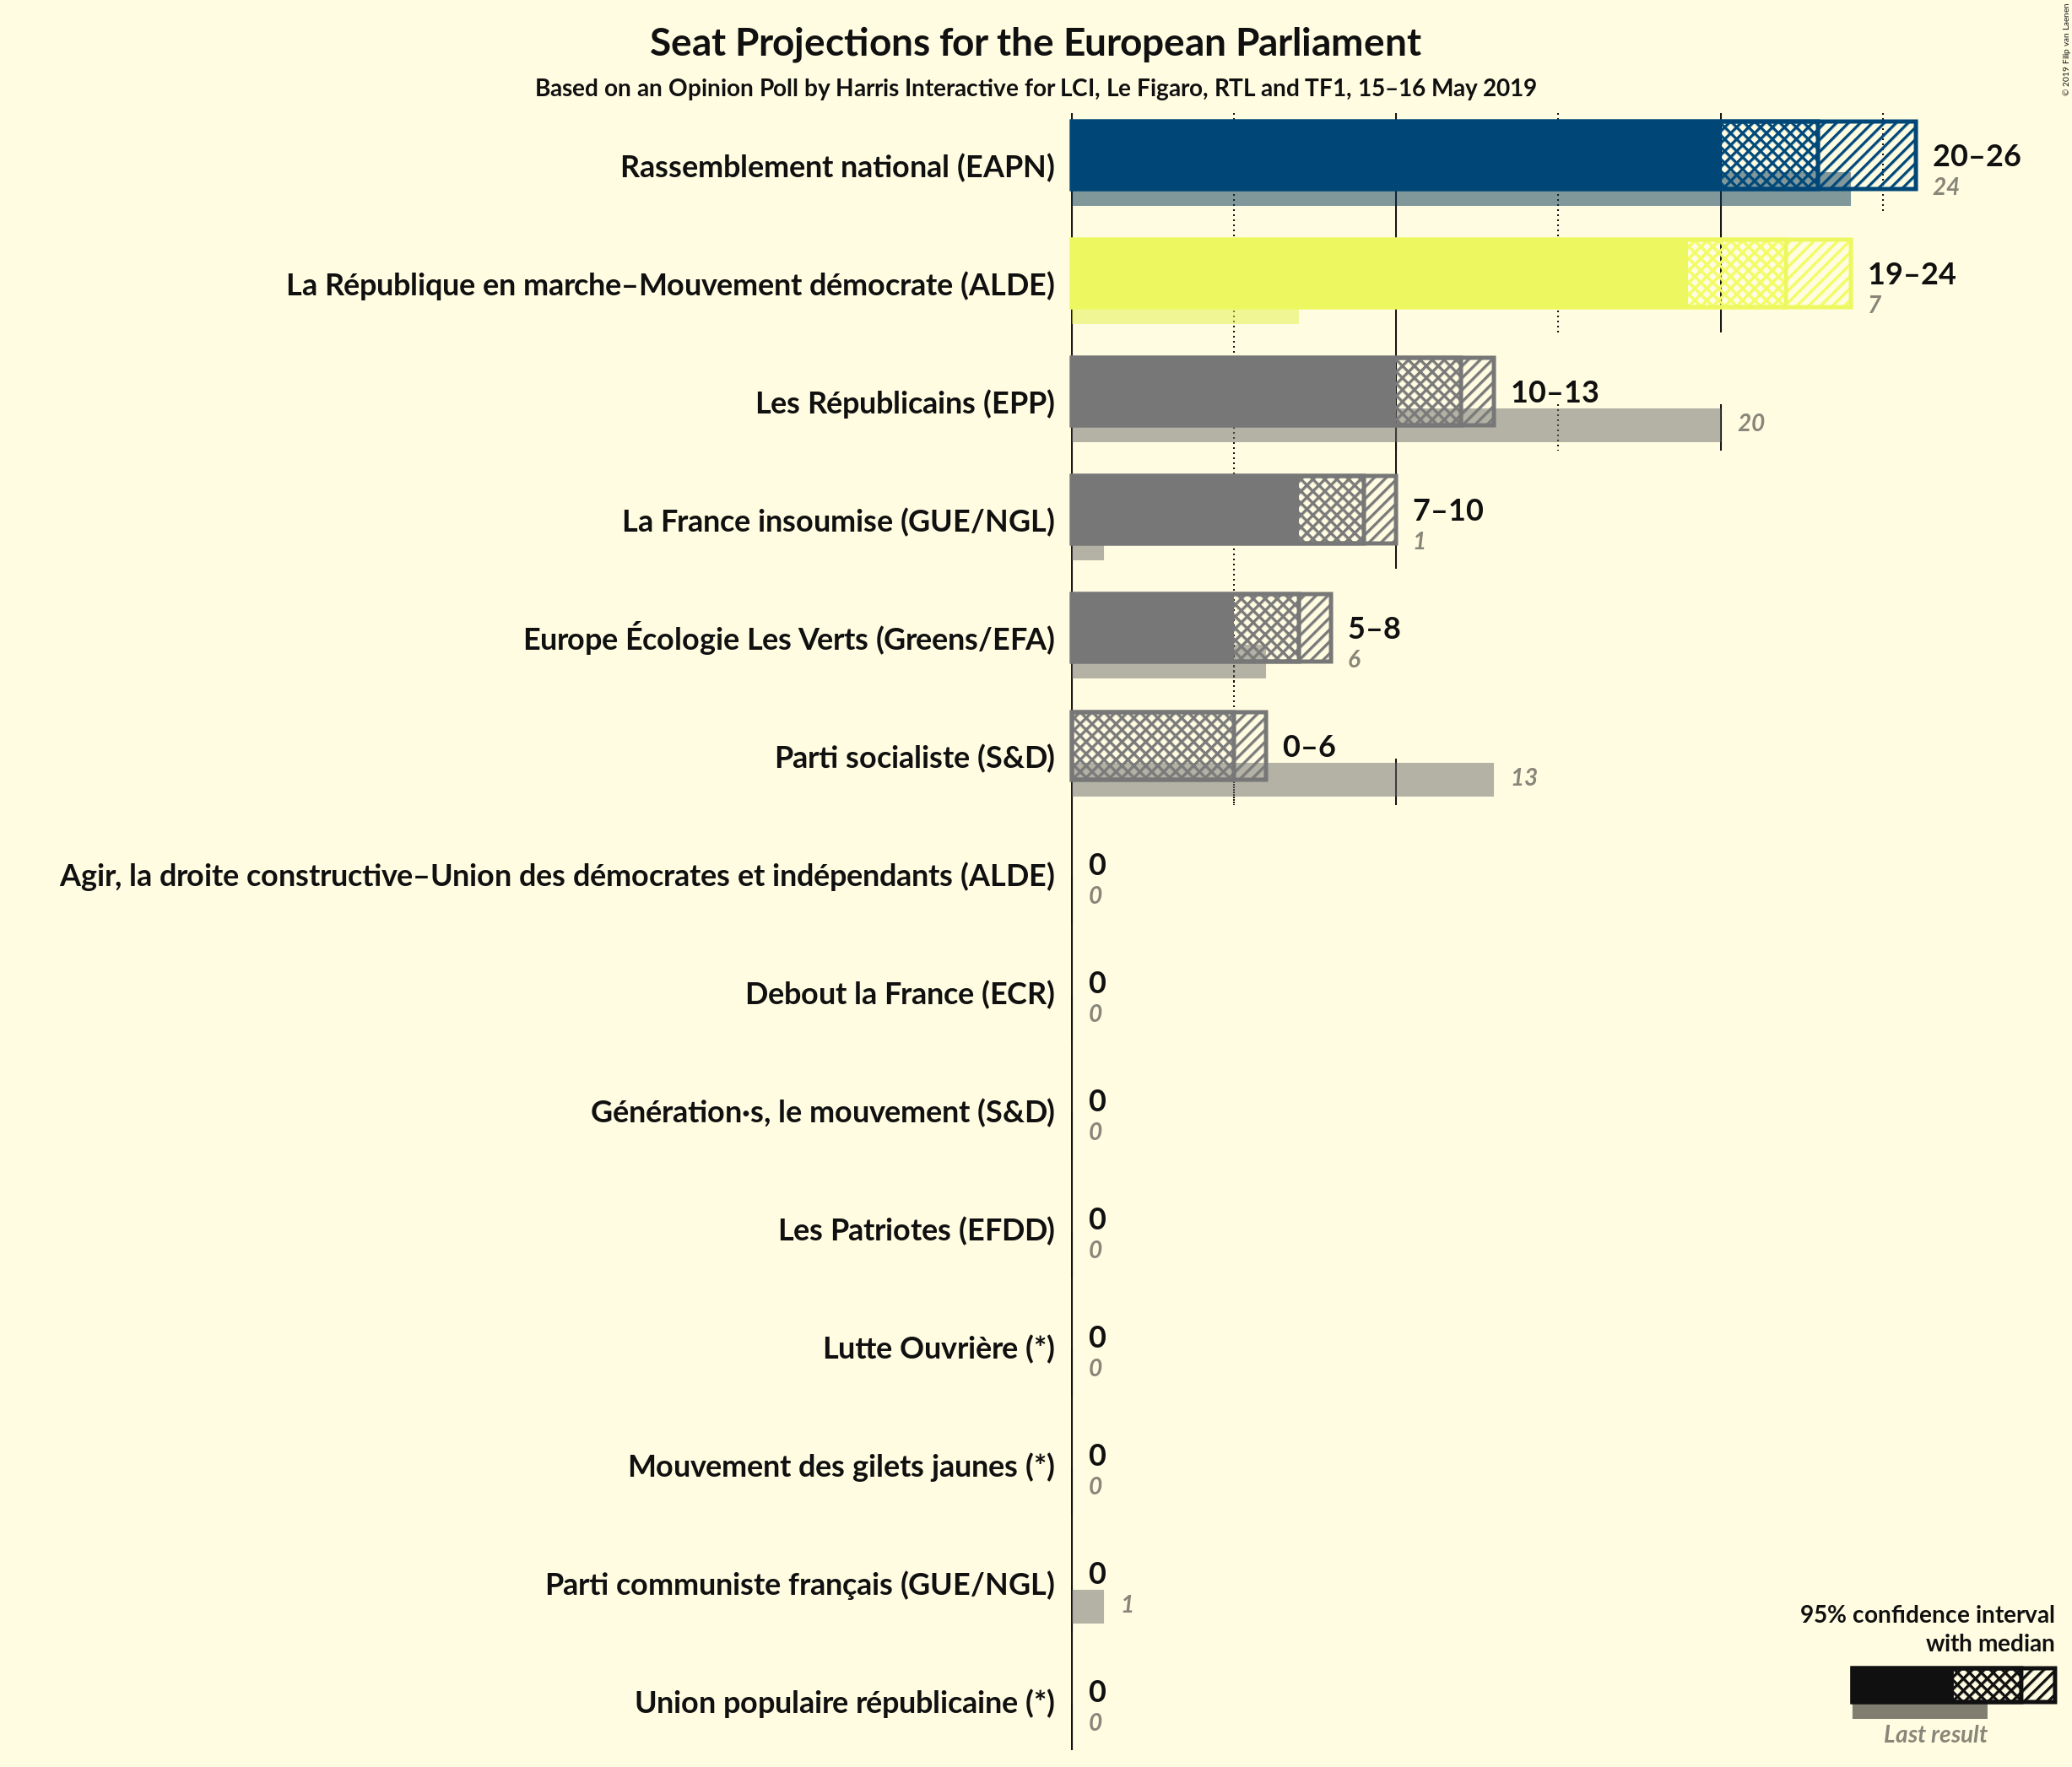 Seat Projections for the European Parliament
Based on an Opinion Poll by Harris Interactive for LCI, Le Figaro, RTL and TF1, 15–16 May 2019
© 2019 Filip van Laenen
Rassemblement national (EAPN)
20–26
24
La République en marche–Mouvement démocrate (ALDE)
19–24
7
Les Républicains (EPP)
10–13
20
La France insoumise (GUE/NGL)
7–10
1
Europe Écologie Les Verts (Greens/EFA)
5–8
6
Parti socialiste (S&D)
0–6
13
Agir, la droite constructive–Union des démocrates et indépendants (ALDE)
0
0
Debout la France (ECR)
0
0
Génération·s, le mouvement (S&D)
0
0
Les Patriotes (EFDD)
0
0
Lutte Ouvrière (*)
0
0
Mouvement des gilets jaunes (*)
0
0
Parti communiste français (GUE/NGL)
0
1
Union populaire républicaine (*)
0
0
95% confidence interval
with median
Last result